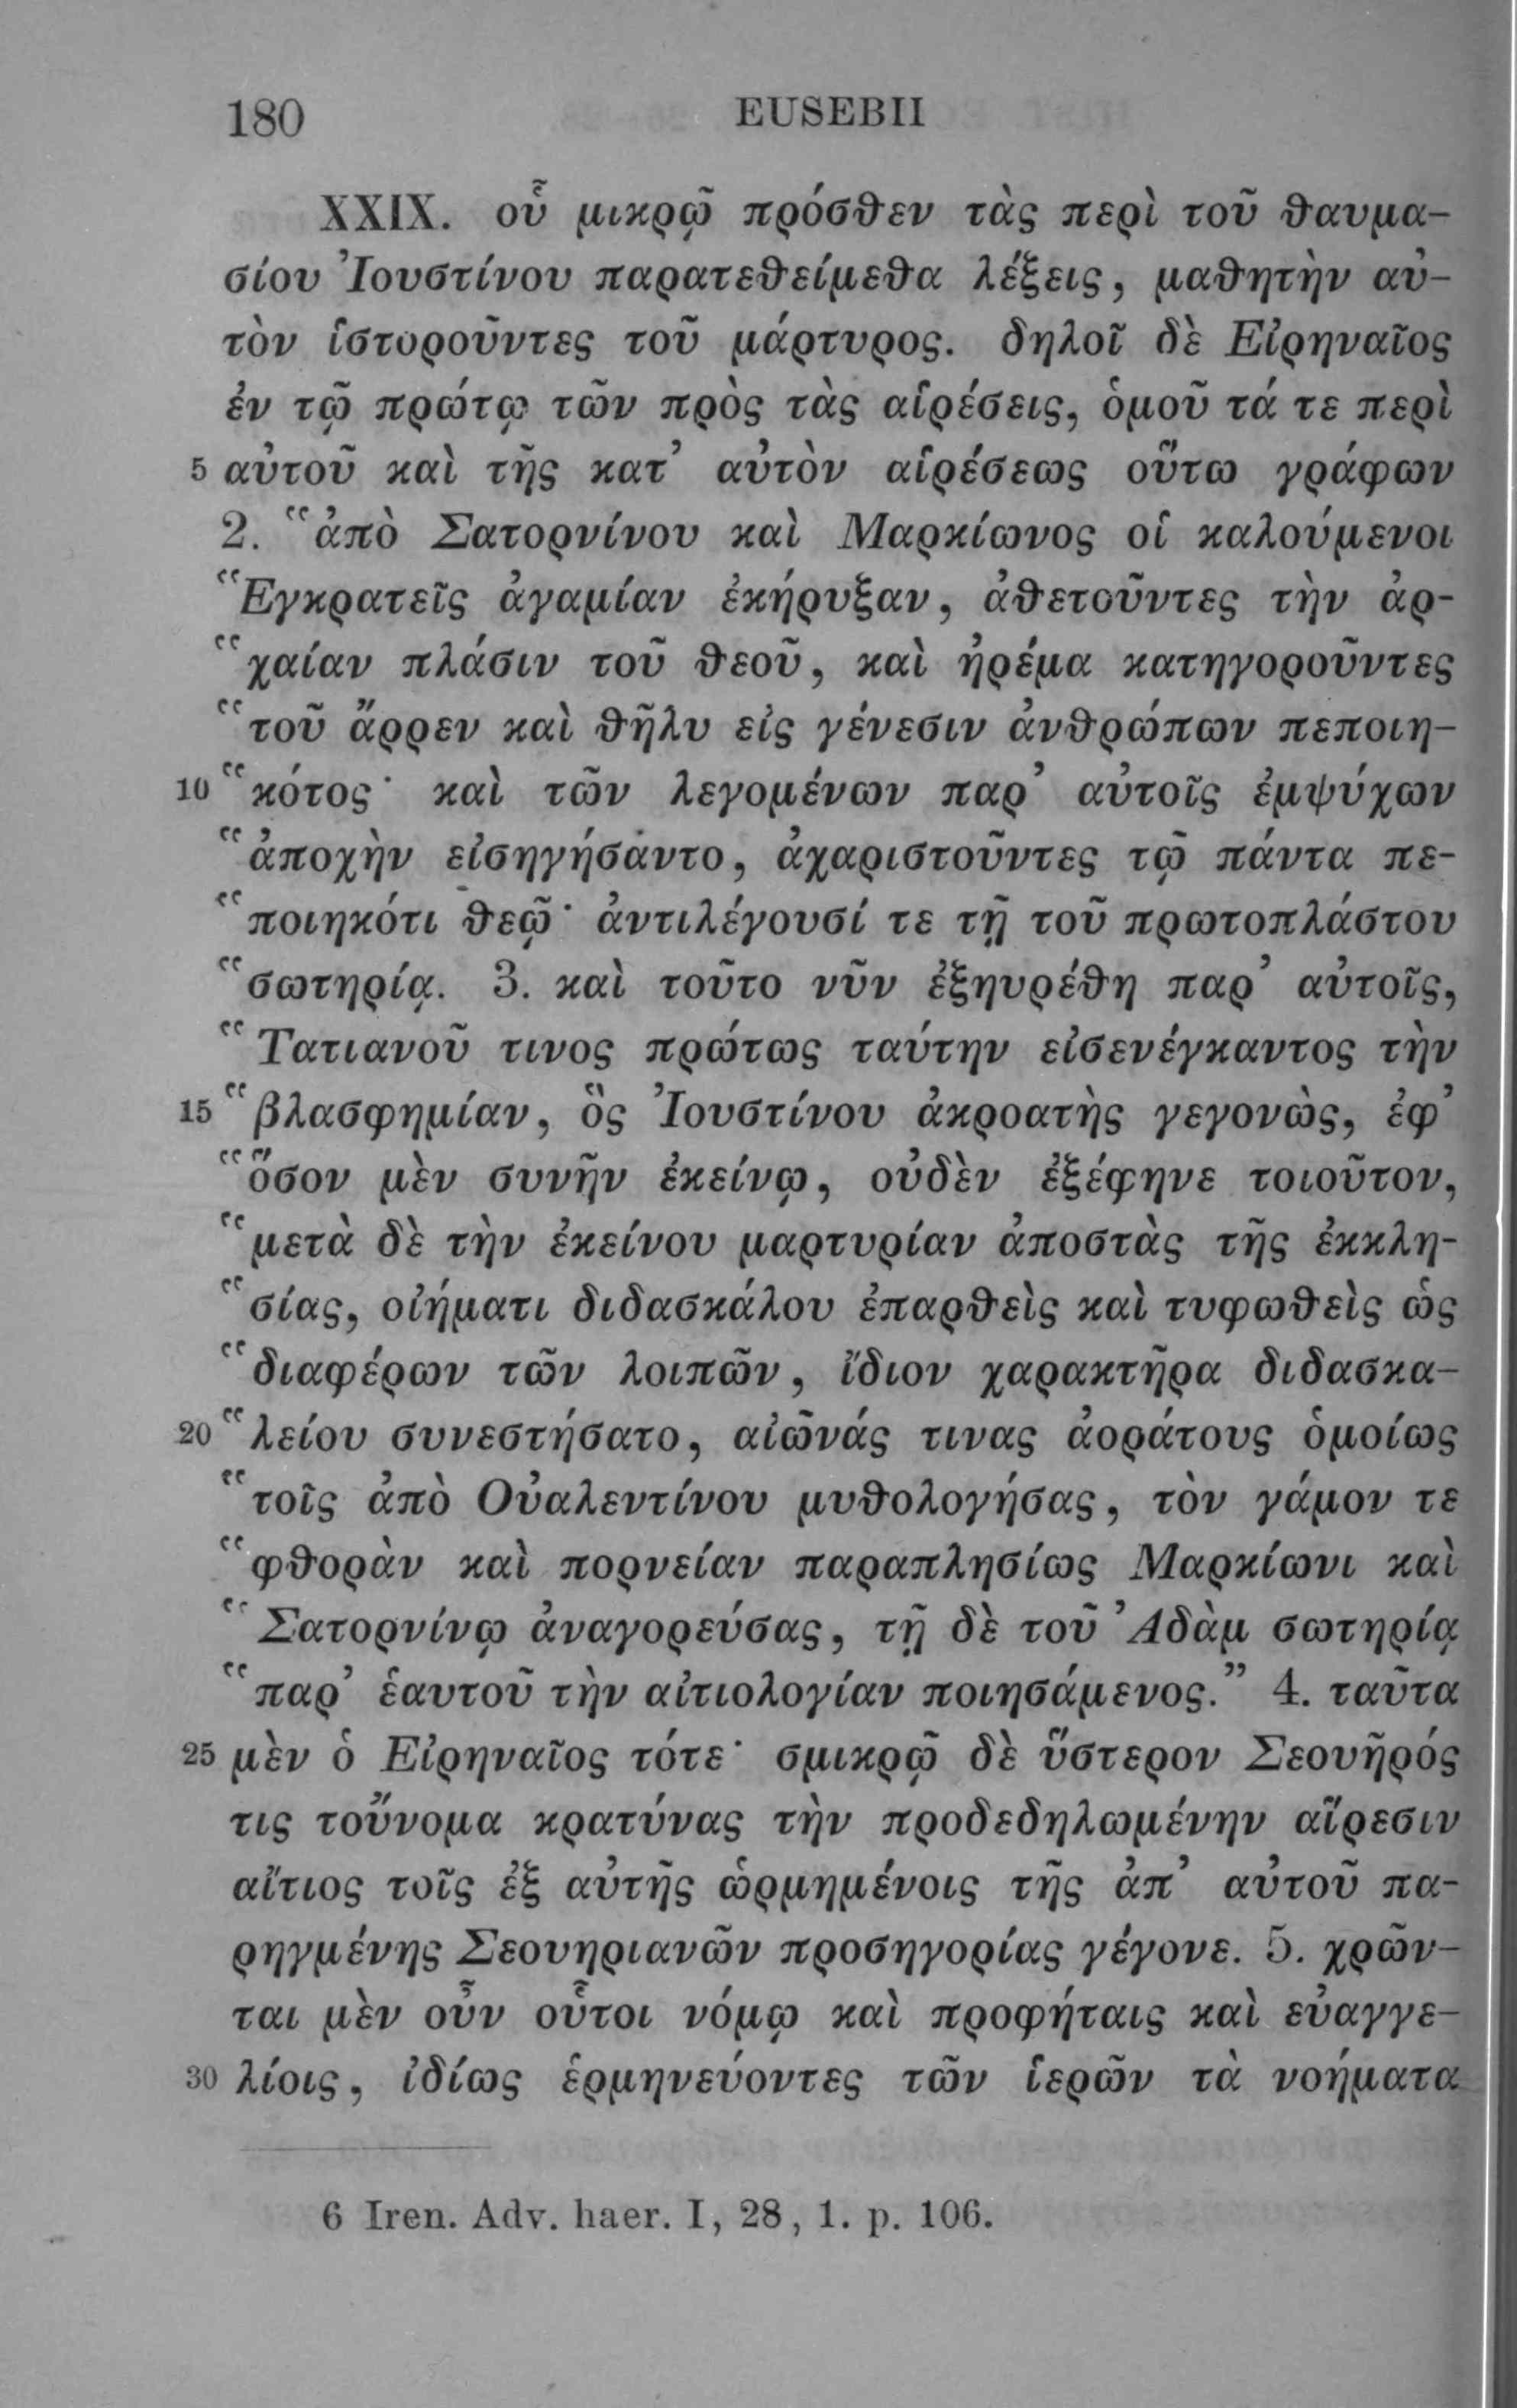 180 EUSEBII
XXIX. οὗ μικρῷ πρόσθεν τὰς περὶ τοῦ θαυμα-
σίου Ἰουστίνου παρατεθείμεθα λέξεις, μαθητὴν αὐ-
τὸν ἱστοροῦντες τοῦ μάρτυρος. δηλοῖ δὲ Εἰρηναῖος
ἐν τῷ πρώτῳ τῶν πρὸς τὰς αἱρέσεις, ὁμοῦ τά τε περὶ
5 αὐτοῦ καὶ τῆς κατ’ αὐτὸν αἱρέσεως οὕτω γράφων
2. “ἀπὸ Σατορνίνου καὶ Μαρκίωνος οἱ καλούμενοι
“Εγκρατεῖς ἀγαμίαν ἐκήρυξαν, ἀθετοῦντες τὴν ἀρ-
“χαίαν πλάσιν τοῦ θεοῦ, καὶ ἠρέμα κατηγοροῦντες
“τοῦ ἄρρεν καὶ θῆλυ εἰς γένεσιν ἀνθρώπων πεποιη-
10 “κότος· καὶ τῶν λεγομένων παρ’ αὐτοῖς ἐμψύχων
“ἀποχὴν εἰσηγήσαντο, ἀχαριστοῦντες τῷ πάντα πε-
“ποιηκότι θεῷ· ἀντιλέγουσί τε τῇ τοῦ πρωτοπλάστου
“σωτηρίᾳ. 3. καὶ τοῦτο νῦν ἐξηυρέθη παρ’ αὐτοῖς,
“Τατιανοῦ τινος πρώτως ταύτην εἰσενέγκαντος τὴν
15 “βλασφημίαν, ὃς Ἰουστίνου ἀκροατὴς γεγονὼς, ἐφ’
“ὅσον μὲν συνῆν ἐκείνῳ, οὐδὲν ἐξέφηνε τοιοῦτον,
“μετὰ δὲ τὴν ἐκείνου μαρτυρίαν ἀποστὰς τῆς ἐκκλη-
“σίας, οἰήματι διδασκάλου ἐπαρθεὶς καὶ τυφωθεὶς ὡς
“διαφέρων τῶν λοιπῶν, ἴδιον χαρακτῆρα διδασκα-
20 “λείου συνεστήσατο, αἰῶνάς τινας ἀοράτους ὁμοίως
“τοῖς ἀπὸ Οὐαλεντίνου μυθολογήσας, τὸν γάμον τε
“φθορὰν καὶ πορνείαν παραπλησίως Μαρκίωνι καὶ
“Σατορνίνῳ ἀναγορεύσας, τῇ δὲ τοῦ Ἀδὰμ σωτηρίᾳ
“παρ’ ἑαυτοῦ τὴν αἰτιολογίαν ποιησάμενος.” 4. ταῦτα
25 μὲν ὁ Εἰρηναῖος τότε· σμικρῷ δὲ ὕστερον Σεουῆρός
τις τοὔνομα κρατύνας τὴν προδεδηλωμένην αἵρεσιν
αἴτιος τοῖς ἐξ αὐτῆς ὡρμημένοις τῆς ἀπ’ αὐτοῦ πα-
ρηγμένης Σεουηριανῶν προσηγορίας γέγονε. 5. χρῶν-
ται μὲν οὖν οὗτοι νόμῳ καὶ προφήταις καὶ εὐαγγε-
30 λίοις, ἰδίως ἑρμηνεύοντες τῶν ἱερῶν τὰ νοήματα
6 Iren. Adv. haer. I, 28, 1. p. 106.